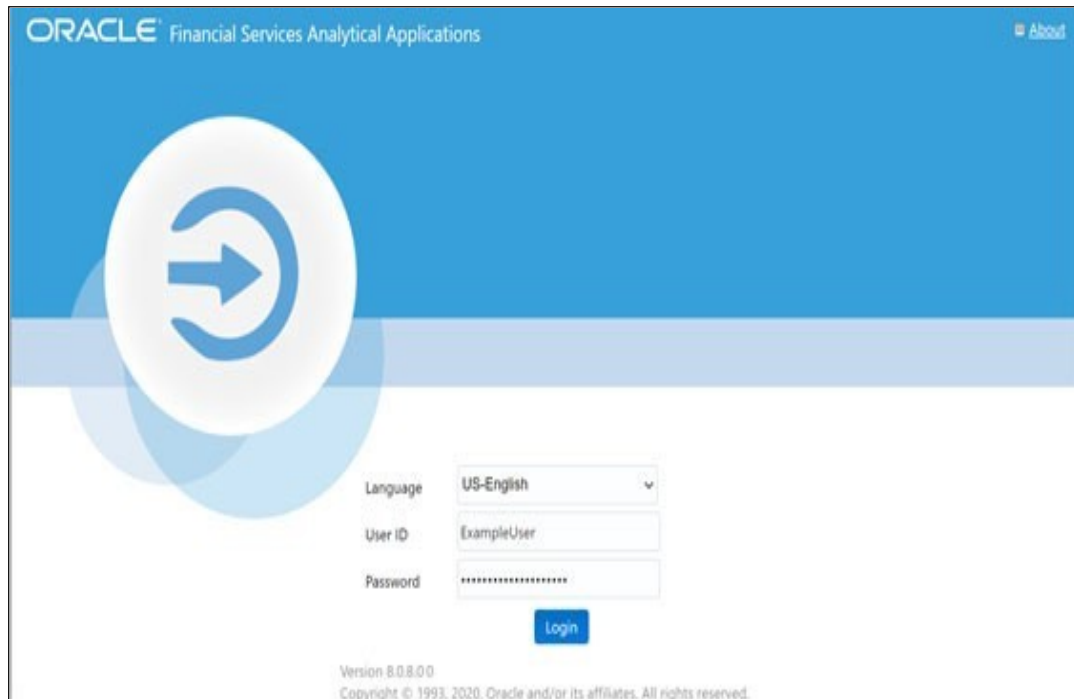 ORACLE Financial Services Analytical Applications
About
Language US-English
User ID ExampleUser
Password ••••••••••••••••••••
Login
Version 8.0.8.0.0
Copyright © 1993, 2020, Oracle and/or its affiliates. All rights reserved.